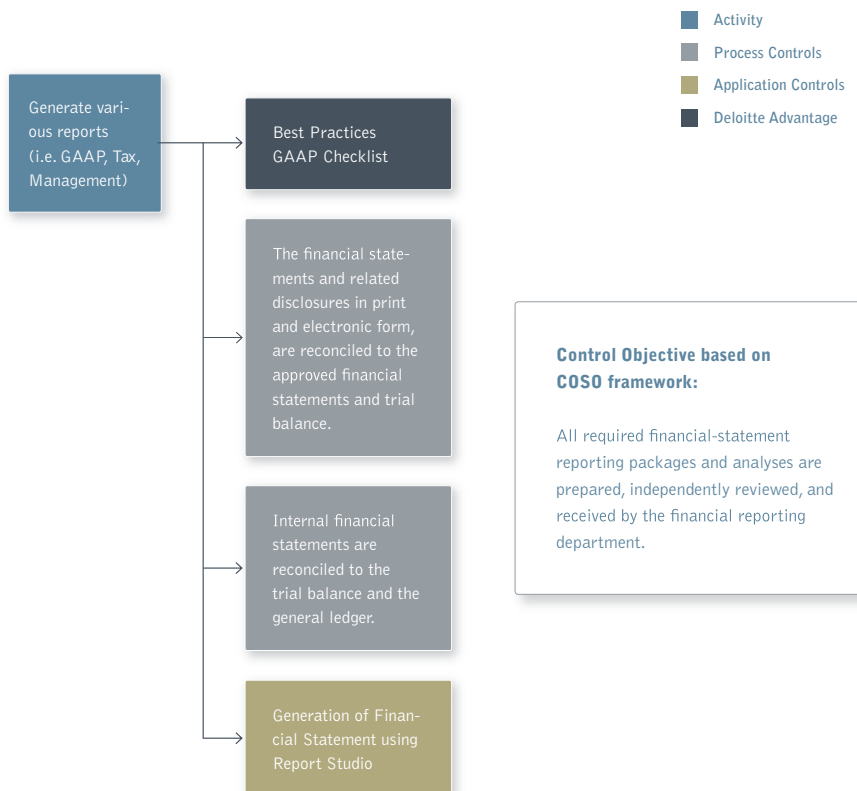 Activity
Process Controls
Application Controls
Deloitte Advantage
Generate vari-
ous reports
(i.e. GAAP, Tax,
Management)
Best Practices
GAAP Checklist
The financial state-
ments and related
disclosures in print
and electronic form,
are reconciled to the
approved financial
statements and trial
balance.
Internal financial
statements are
reconciled to the
trial balance and the
general ledger.
Generation of Finan-
cial Statement using
Report Studio
Control Objective based on
COSO framework:
All required financial-statement
reporting packages and analyses are
prepared, independently reviewed, and
received by the financial reporting
department.